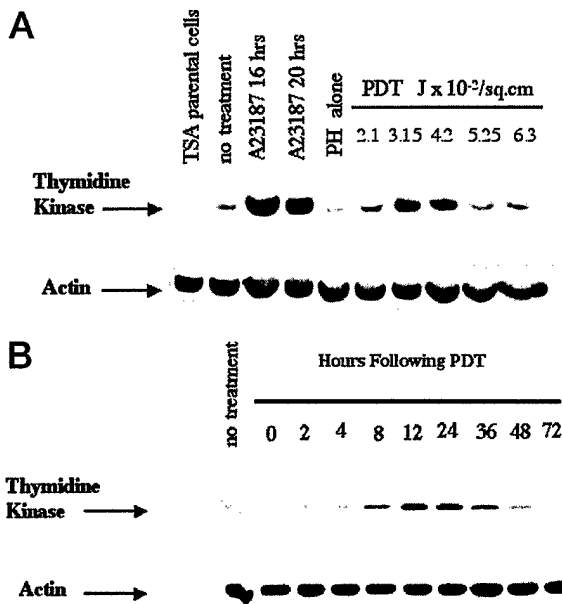 A
TSA parental cells
no treatment
A23187 16 hrs
A23187 20 hrs
PH alone
PDT J x 10-2/sq.cm
2.1 3.15 4.2 5.25 6.3
Thymidine
Kinase
Actin
B
no treatment
Hours Following PDT
0 2 4 8 12 24 36 48 72
Thymidine
Kinase
Actin